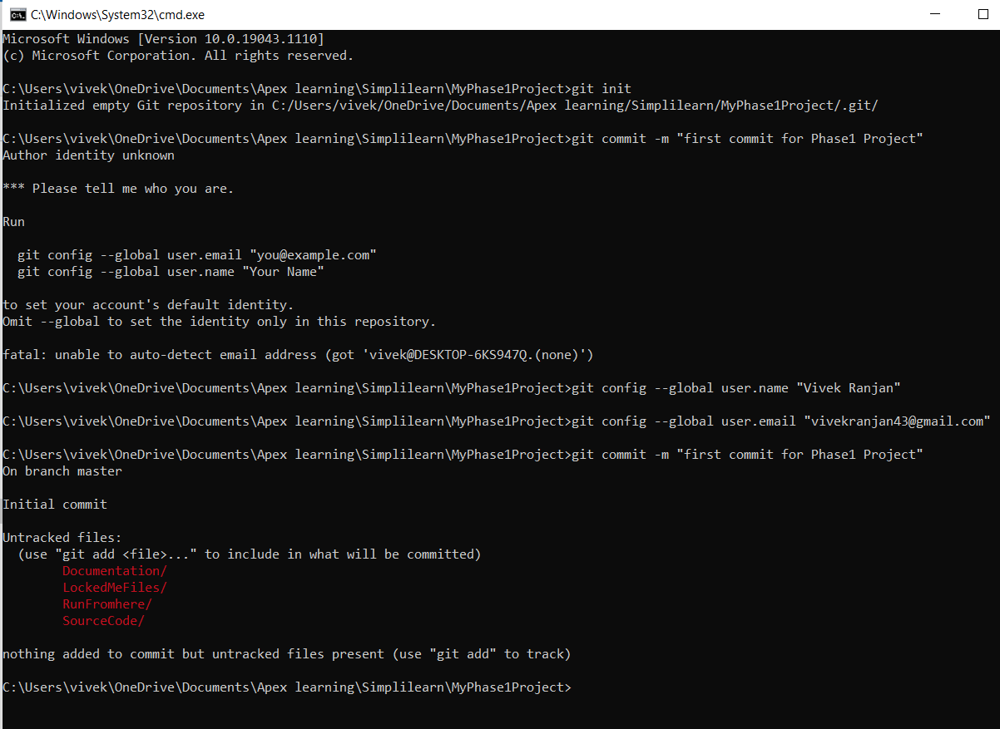 C:\Windows\System32\cmd.exe
Microsoft Windows [Version 10.0.19043.1110]
(c) Microsoft Corporation. All rights reserved.
C:\Users\vivek\OneDrive\Documents\Apex learning\Simplilearn\MyPhase1Project>git init
Initialized empty Git repository in C:/Users/vivek/OneDrive/Documents/Apex learning/Simplilearn/MyPhase1Project/.git/
C:\Users\vivek\OneDrive\Documents\Apex learning\Simplilearn\MyPhase1Project>git commit -m "first commit for Phase1 Project"
Author identity unknown
*** Please tell me who you are.
Run
  git config --global user.email "you@example.com"
  git config --global user.name "Your Name"
to set your account's default identity.
Omit --global to set the identity only in this repository.
fatal: unable to auto-detect email address (got 'vivek@DESKTOP-6KS947Q.(none)')
C:\Users\vivek\OneDrive\Documents\Apex learning\Simplilearn\MyPhase1Project>git config --global user.name "Vivek Ranjan"
C:\Users\vivek\OneDrive\Documents\Apex learning\Simplilearn\MyPhase1Project>git config --global user.email "vivekranjan43@gmail.com"
C:\Users\vivek\OneDrive\Documents\Apex learning\Simplilearn\MyPhase1Project>git commit -m "first commit for Phase1 Project"
On branch master
Initial commit
Untracked files:
  (use "git add <file>..." to include in what will be committed)
        Documentation/
        LockedMeFiles/
        RunFromhere/
        SourceCode/
nothing added to commit but untracked files present (use "git add" to track)
C:\Users\vivek\OneDrive\Documents\Apex learning\Simplilearn\MyPhase1Project>